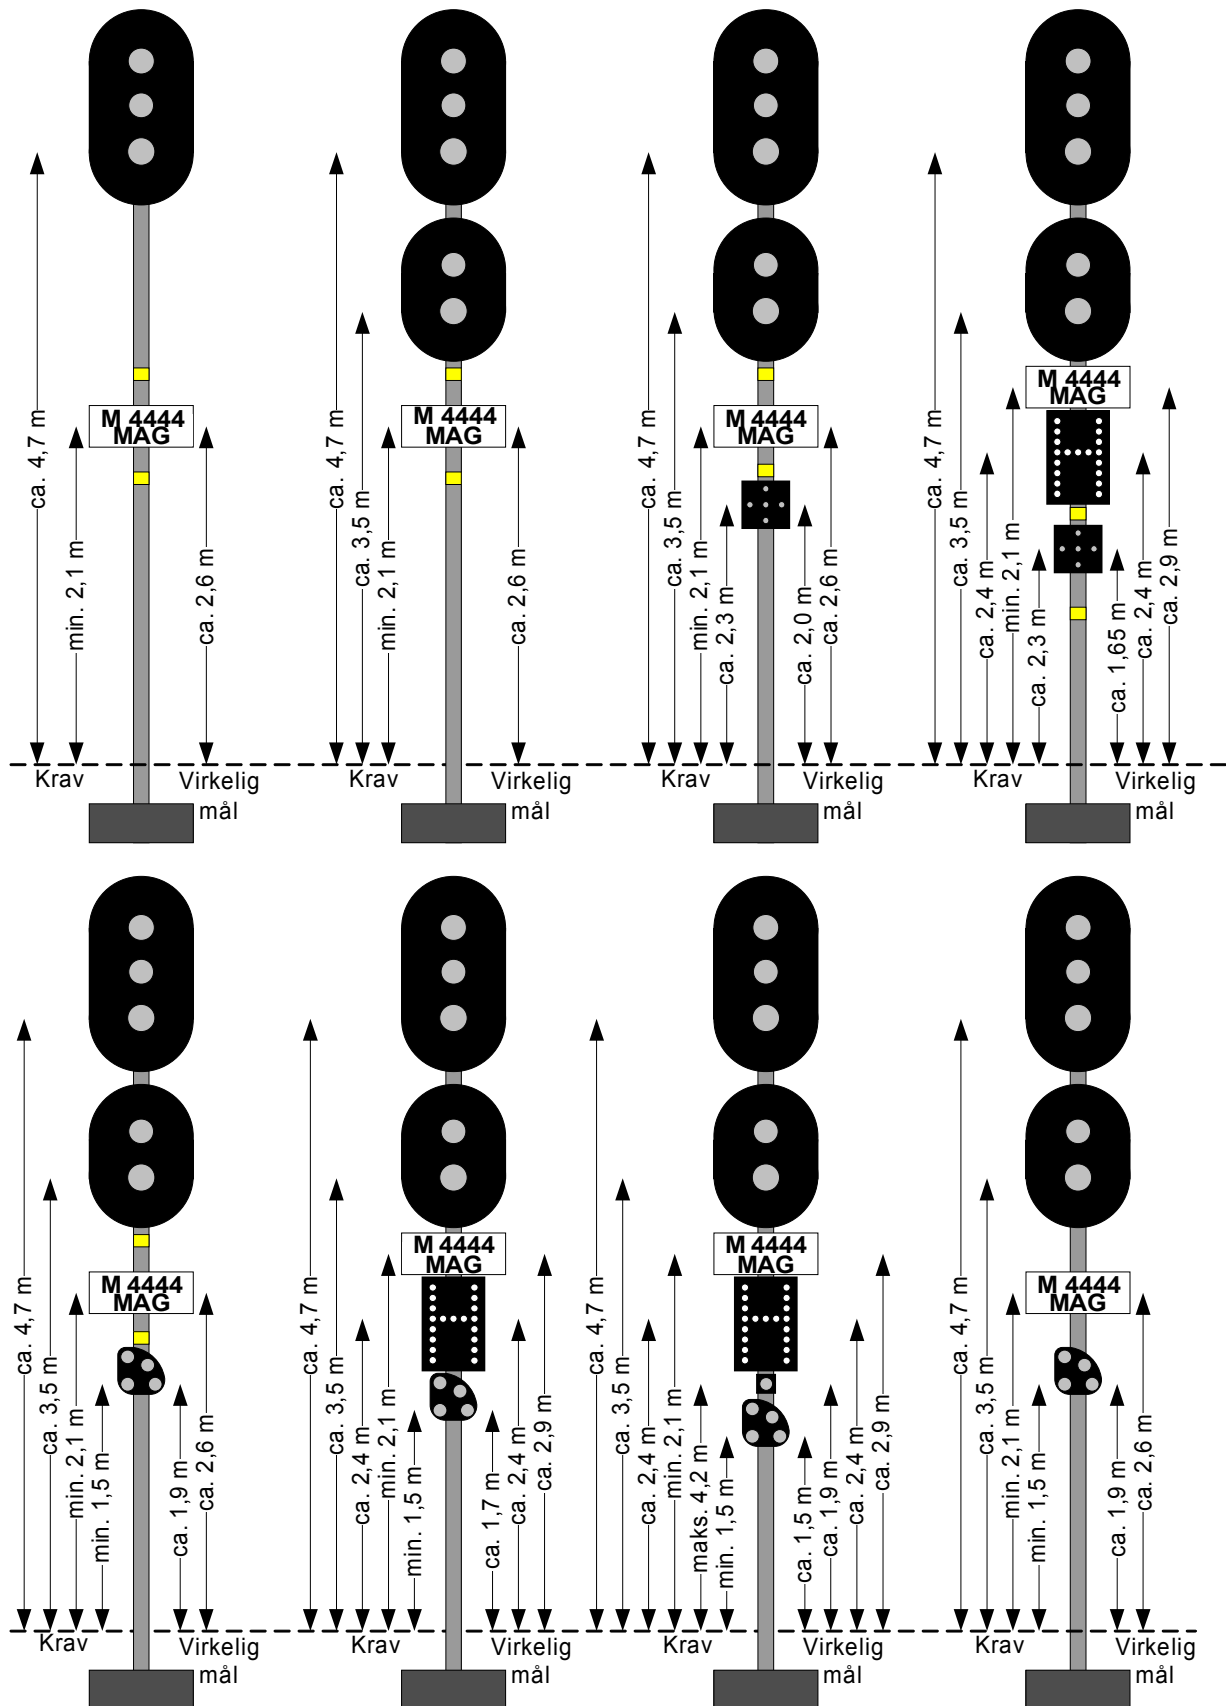 M 4444
MAG
ca. 4,7 m
min. 2,1 m
ca. 2,6 m
Krav
Virkelig
mål
M 4444
MAG
ca. 4,7 m
ca. 3,5 m
min. 2,1 m
ca. 2,6 m
Krav
Virkelig
mål
M 4444
MAG
ca. 4,7 m
ca. 3,5 m
min. 2,1 m
ca. 2,3 m
ca. 2,0 m
ca. 2,6 m
Krav
Virkelig
mål
M 4444
MAG
ca. 4,7 m
ca. 3,5 m
ca. 2,4 m
min. 2,1 m
ca. 2,3 m
ca. 1,65 m
ca. 2,4 m
ca. 2,9 m
Krav
Virkelig
mål
M 4444
MAG
ca. 4,7 m
ca. 3,5 m
min. 2,1 m
min. 1,5 m
ca. 1,9 m
ca. 2,6 m
Krav
Virkelig
mål
M 4444
MAG
ca. 4,7 m
ca. 3,5 m
ca. 2,4 m
min. 2,1 m
min. 1,5 m
ca. 1,7 m
ca. 2,4 m
ca. 2,9 m
Krav
Virkelig
mål
M 4444
MAG
ca. 4,7 m
ca. 3,5 m
ca. 2,4 m
min. 2,1 m
maks. 4,2 m
min. 1,5 m
ca. 1,5 m
ca. 1,9 m
ca. 2,4 m
ca. 2,9 m
Krav
Virkelig
mål
M 4444
MAG
ca. 4,7 m
ca. 3,5 m
min. 2,1 m
min. 1,5 m
ca. 1,9 m
ca. 2,6 m
Krav
Virkelig
mål